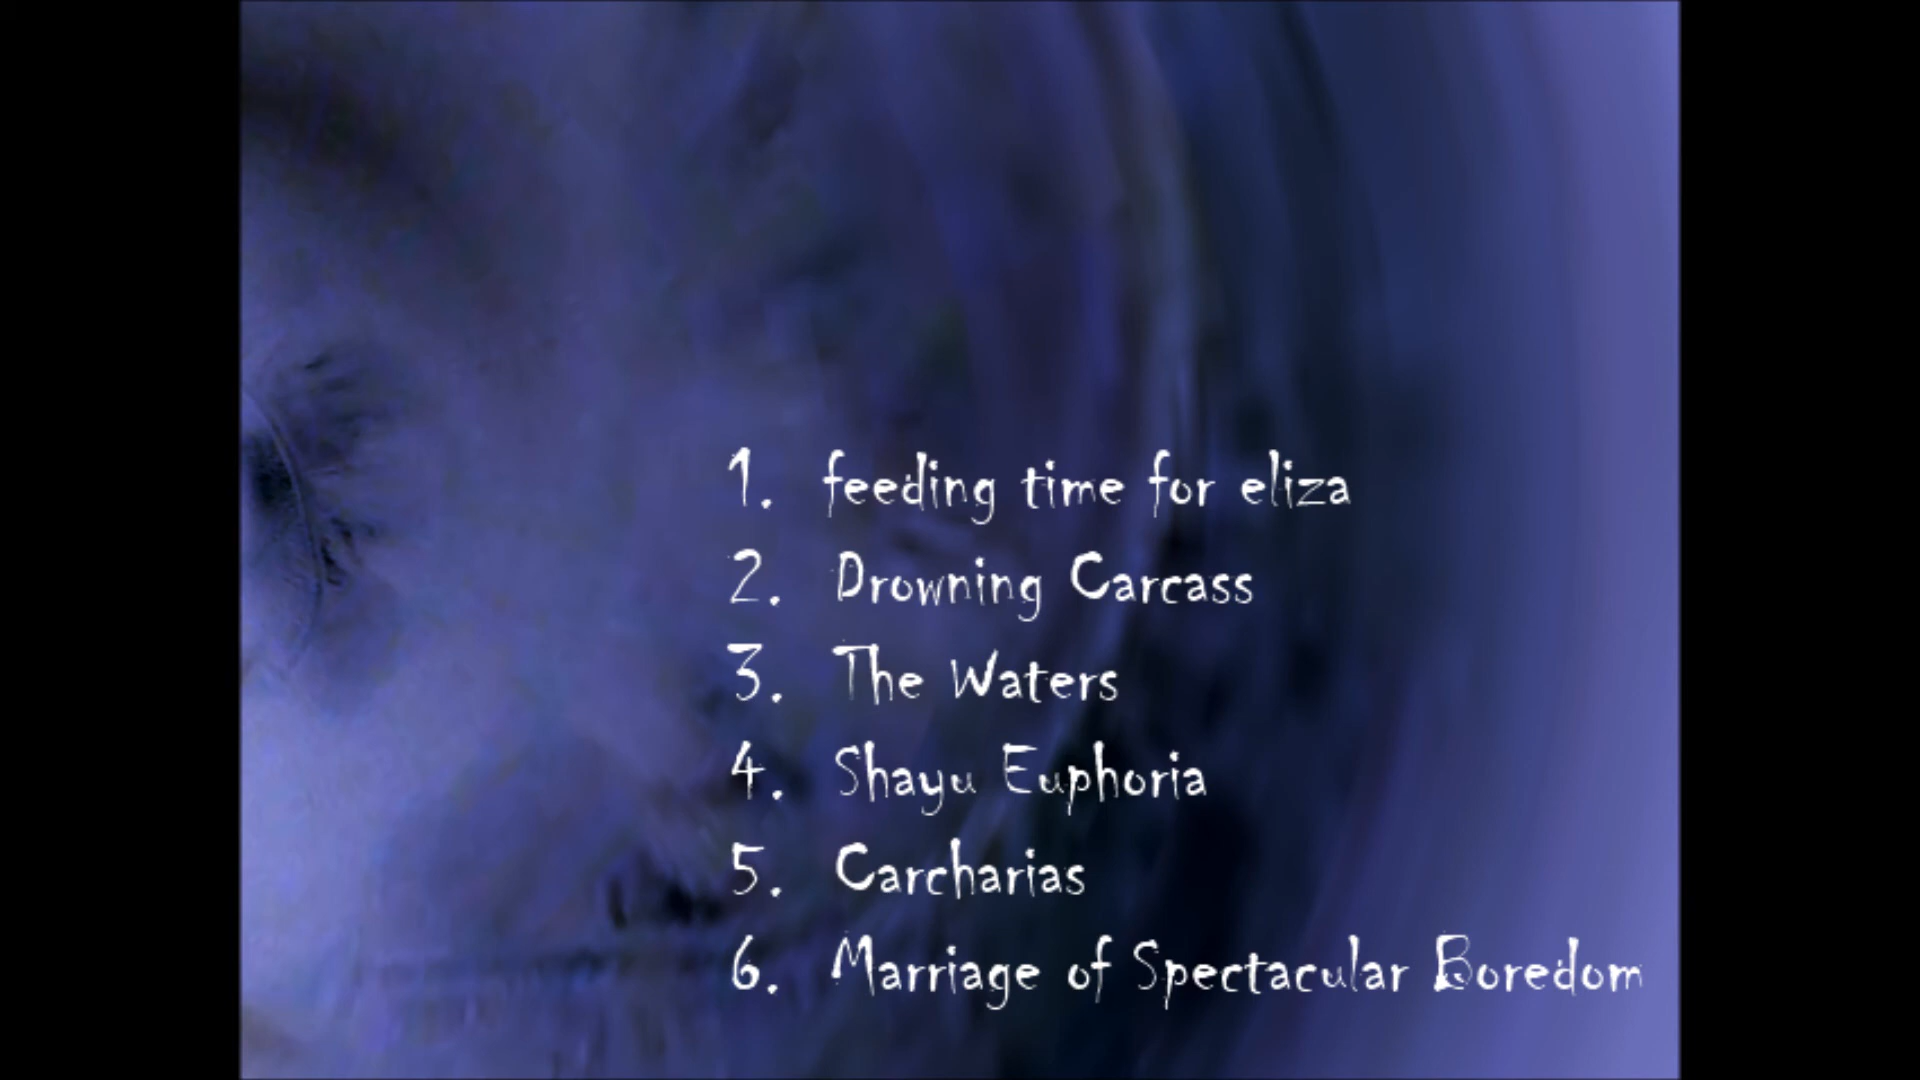 1. feeding time for eliza
2. Drowning Carcass
3. The Waters
4. Shayu Euphoria
5. Carcharias
6. Marriage of Spectacular Boredom